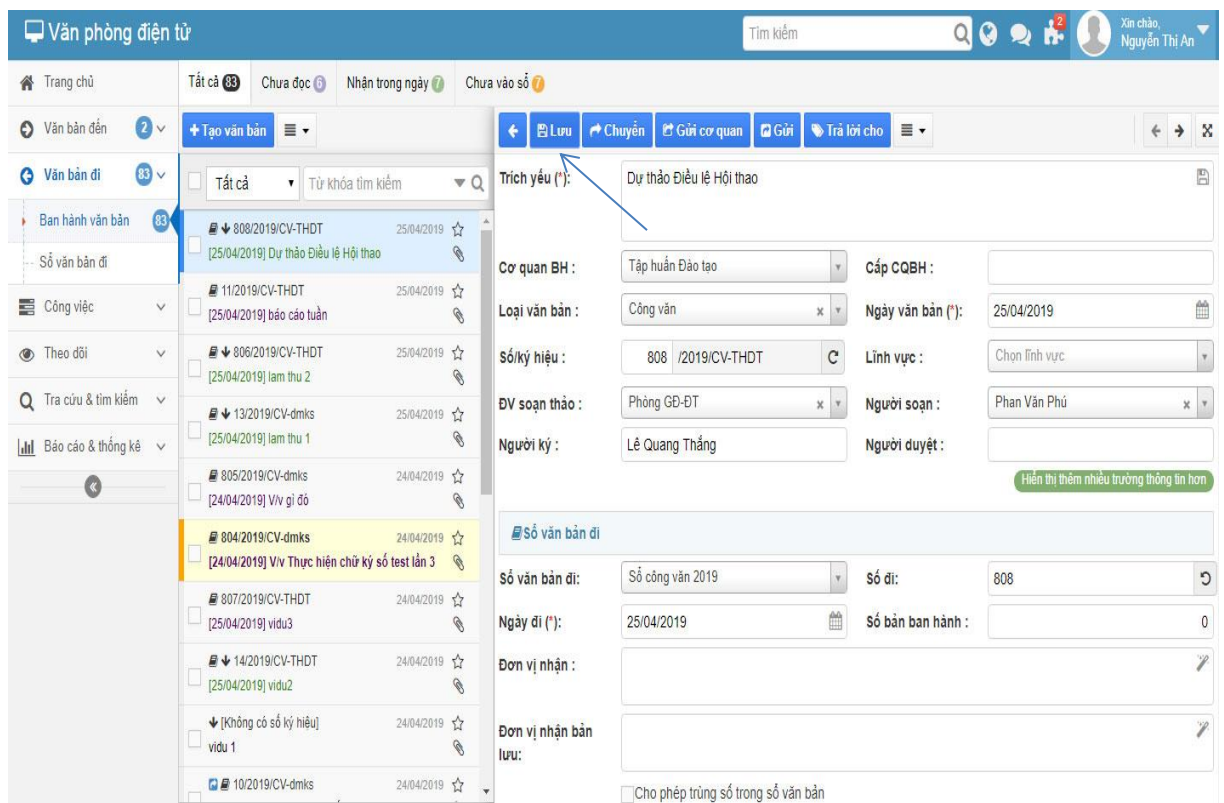 Văn phòng điện tử
Tìm kiếm
2
Xin chào,
Nguyễn Thị An
Trang chủ
Văn bản đến 2
Văn bản đi 83
Ban hành văn bản 83
Sổ văn bản đi
Công việc
Theo dõi
Tra cứu & tìm kiếm
Báo cáo & thống kê
Tất cả 83 Chưa đọc 6 Nhận trong ngày 7 Chưa vào sổ 7
+Tạo văn bản
Tất cả Từ khóa tìm kiếm
808/2019/CV-THDT 25/04/2019
[25/04/2019] Dự thảo Điều lệ Hội thao
11/2019/CV-THDT 25/04/2019
[25/04/2019] báo cáo tuần
806/2019/CV-THDT 25/04/2019
[25/04/2019] lam thu 2
13/2019/CV-dmks 25/04/2019
[25/04/2019] lam thu 1
805/2019/CV-dmks 24/04/2019
[24/04/2019] V/v gì đó
804/2019/CV-dmks 24/04/2019
[24/04/2019] V/v Thực hiện chữ ký số test lần 3
807/2019/CV-THDT 24/04/2019
[25/04/2019] vidu3
14/2019/CV-THDT 24/04/2019
[25/04/2019] vidu2
[Không có số ký hiệu] 24/04/2019
vidu 1
10/2019/CV-dmks 24/04/2019
Lưu Chuyển Gửi cơ quan Gửi Trả lời cho
Trích yếu (*): Dự thảo Điều lệ Hội thao
Cơ quan BH : Tập huấn Đào tạo Cấp CQBH :
Loại văn bản : Công văn Ngày văn bản (*): 25/04/2019
Số/ký hiệu : 808 /2019/CV-THDT Lĩnh vực : Chọn lĩnh vực
ĐV soạn thảo : Phòng GĐ-ĐT Người soạn : Phan Văn Phú
Người ký : Lê Quang Thắng Người duyệt :
Hiển thị thêm nhiều trường thông tin hơn
Sổ văn bản đi
Sổ văn bản đi: Sổ công văn 2019 Số đi: 808
Ngày đi (*): 25/04/2019 Số bản ban hành : 0
Đơn vị nhận :
Đơn vị nhận bản
lưu:
Cho phép trùng số trong sổ văn bản